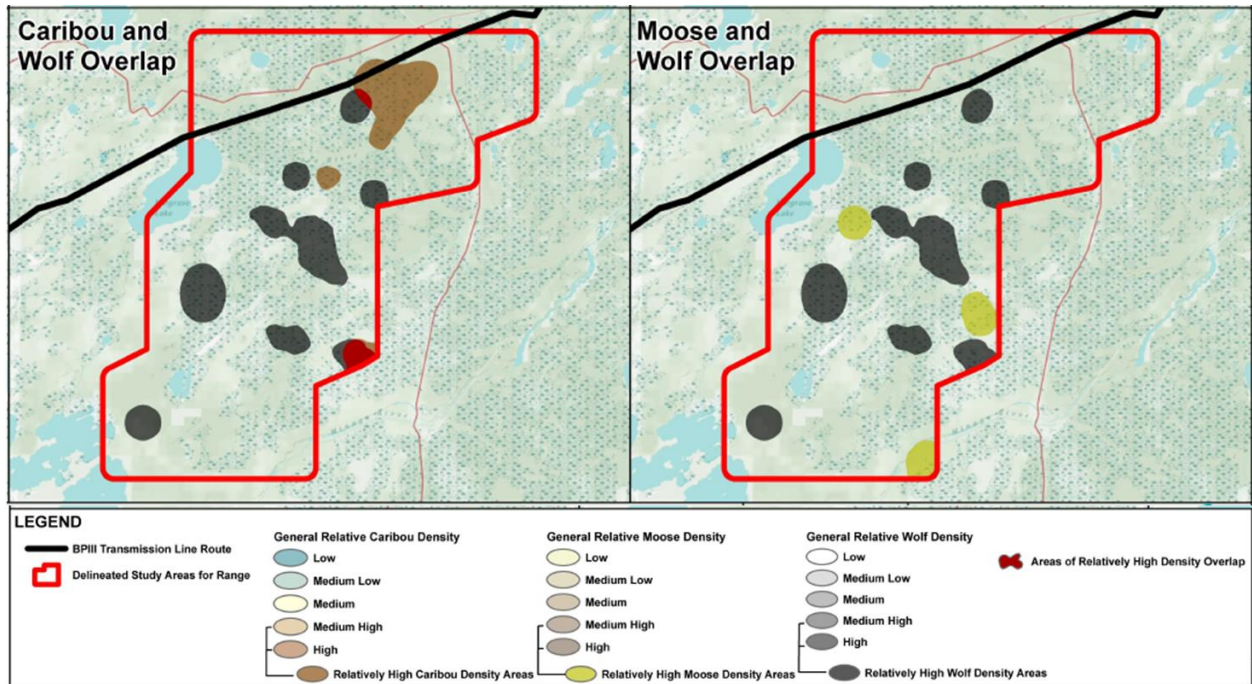 Caribou and
Wolf Overlap
Moose and
Wolf Overlap
Lake
LEGEND
BPIII Transmission Line Route
Delineated Study Areas for Range
General Relative Caribou Density
Low
Medium Low
Medium
Medium High
High
Relatively High Caribou Density Areas
General Relative Moose Density
Low
Medium Low
Medium
Medium High
High
Relatively High Moose Density Areas
General Relative Wolf Density
Low
Medium Low
Medium
Medium High
High
Relatively High Wolf Density Areas
Areas of Relatively High Density Overlap